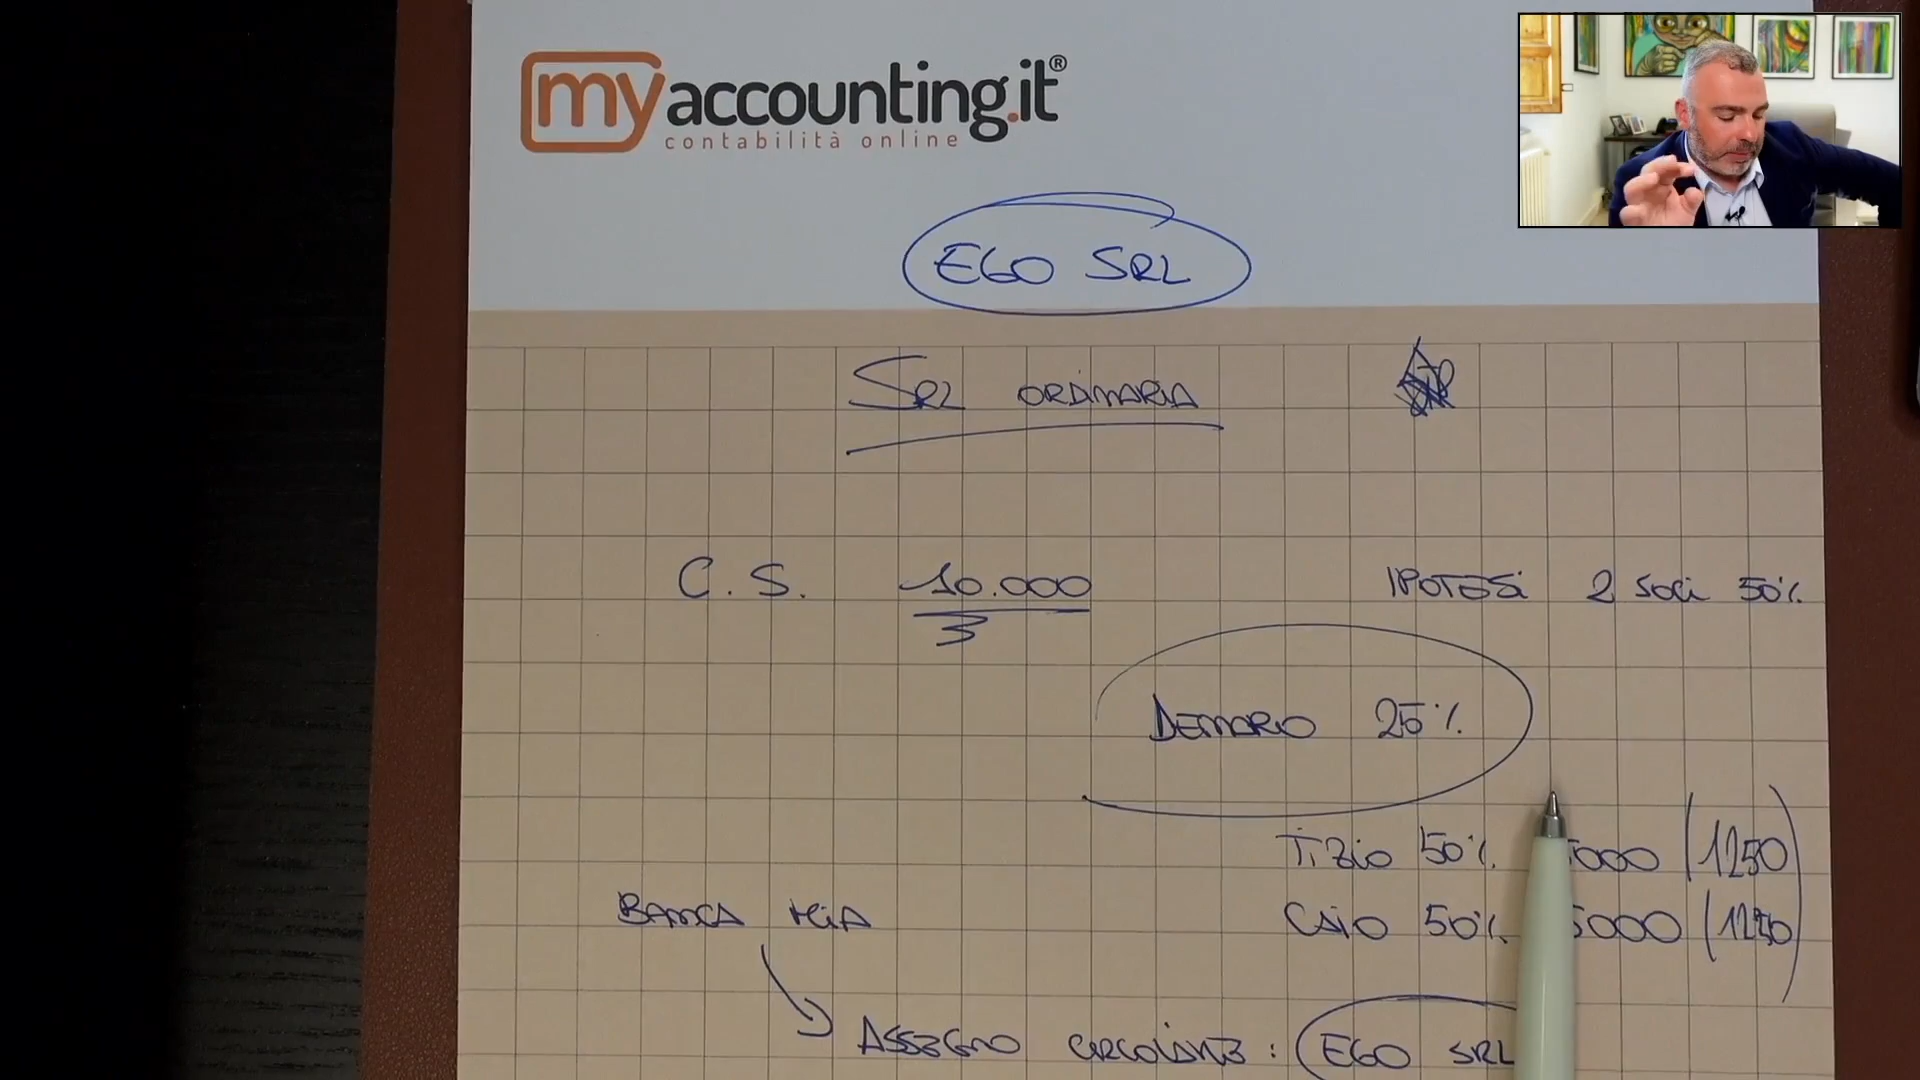 myaccounting.it®
contabilità online
EGO SRL
SRL ORDINARIA
C. S. 10.000
IPOTESI 2 SOCI 50%
DENARO 25%
TIZIO 50% 5000 (1250)
CAIO 50% 5000 (1250)
BANCA MIA
ASSEGNO CIRCOLARE : EGO SRL